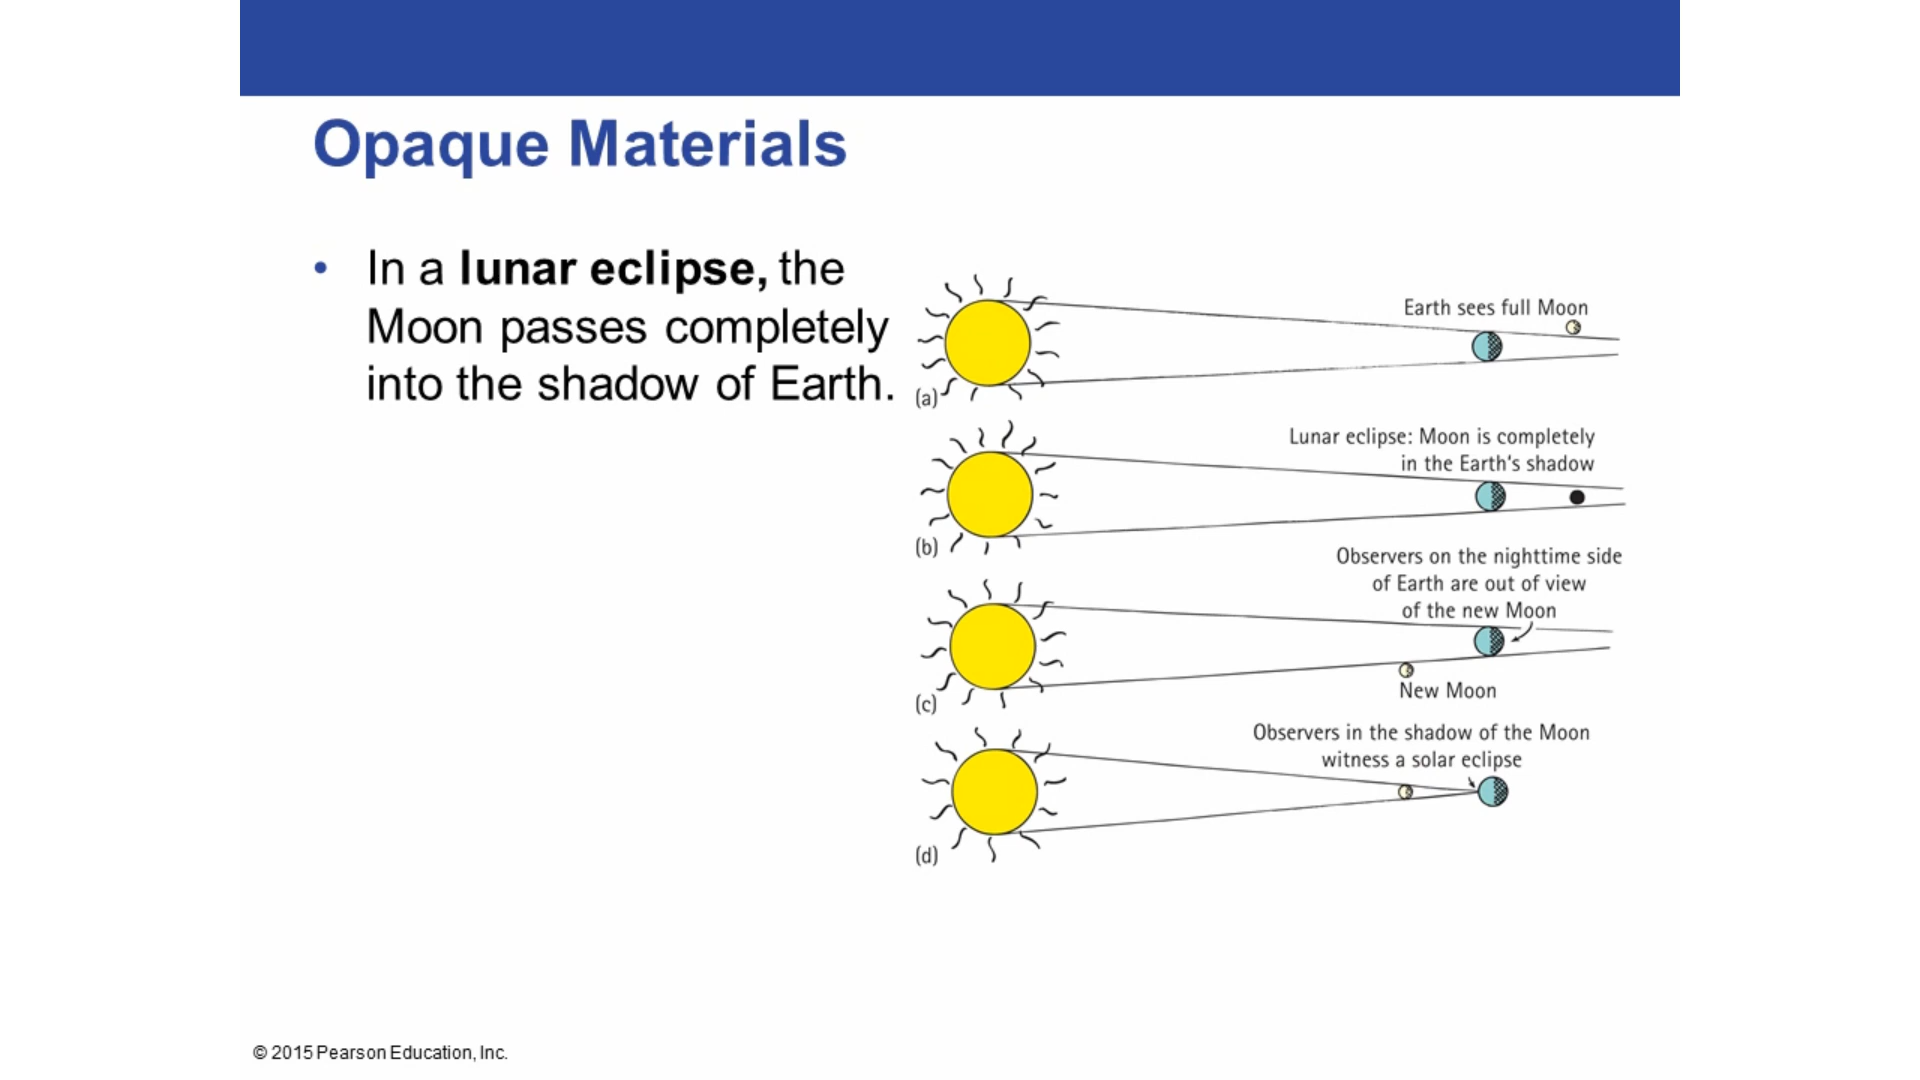 Opaque Materials
• In a lunar eclipse, the
Moon passes completely
into the shadow of Earth.
Earth sees full Moon
(a)
Lunar eclipse: Moon is completely
in the Earth's shadow
(b)
Observers on the nighttime side
of Earth are out of view
of the new Moon
New Moon
(c)
Observers in the shadow of the Moon
witness a solar eclipse
(d)
© 2015 Pearson Education, Inc.